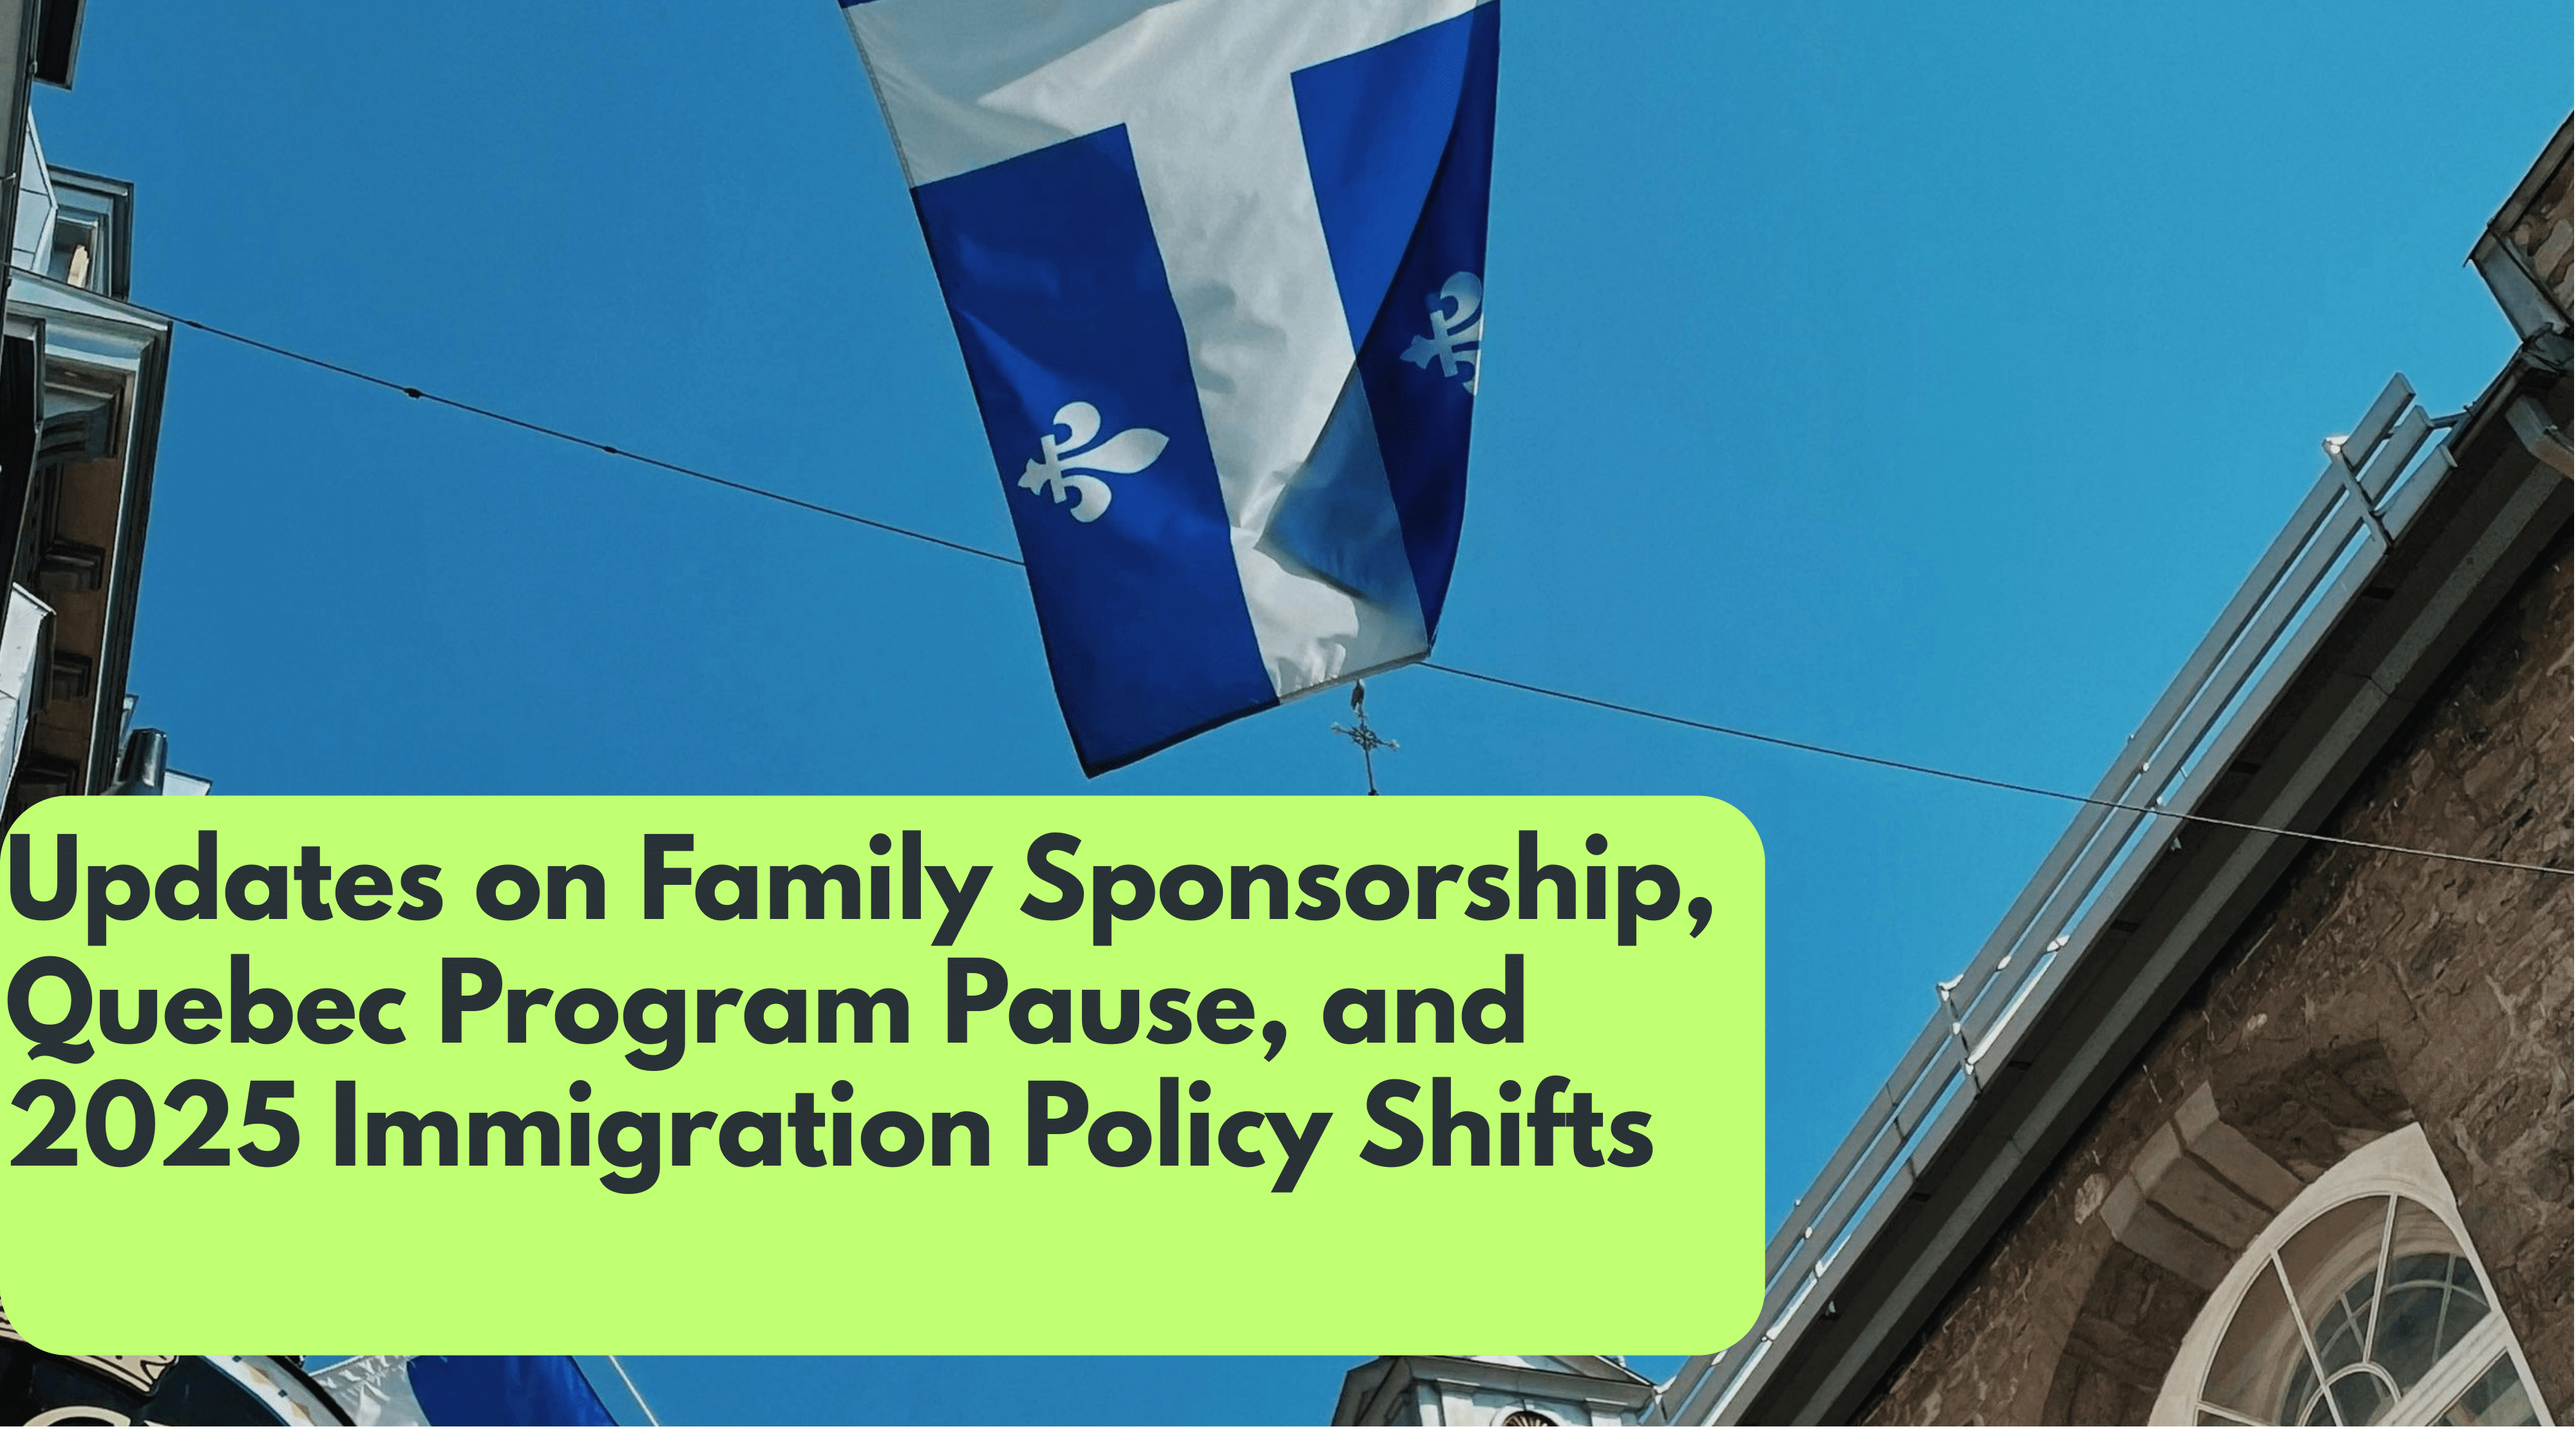 Updates on Family Sponsorship,
Quebec Program Pause, and
2025 Immigration Policy Shifts